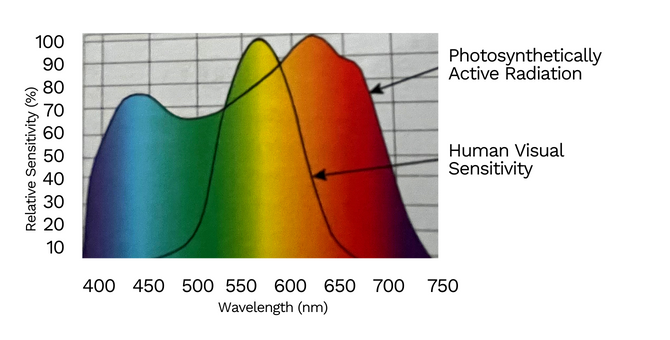 100
90
80
70
60
50
40
30
20
10
Relative Sensitivity (%)
400 450 500 550 600 650 700 750
Wavelength (nm)
Photosynthetically
Active Radiation
Human Visual
Sensitivity